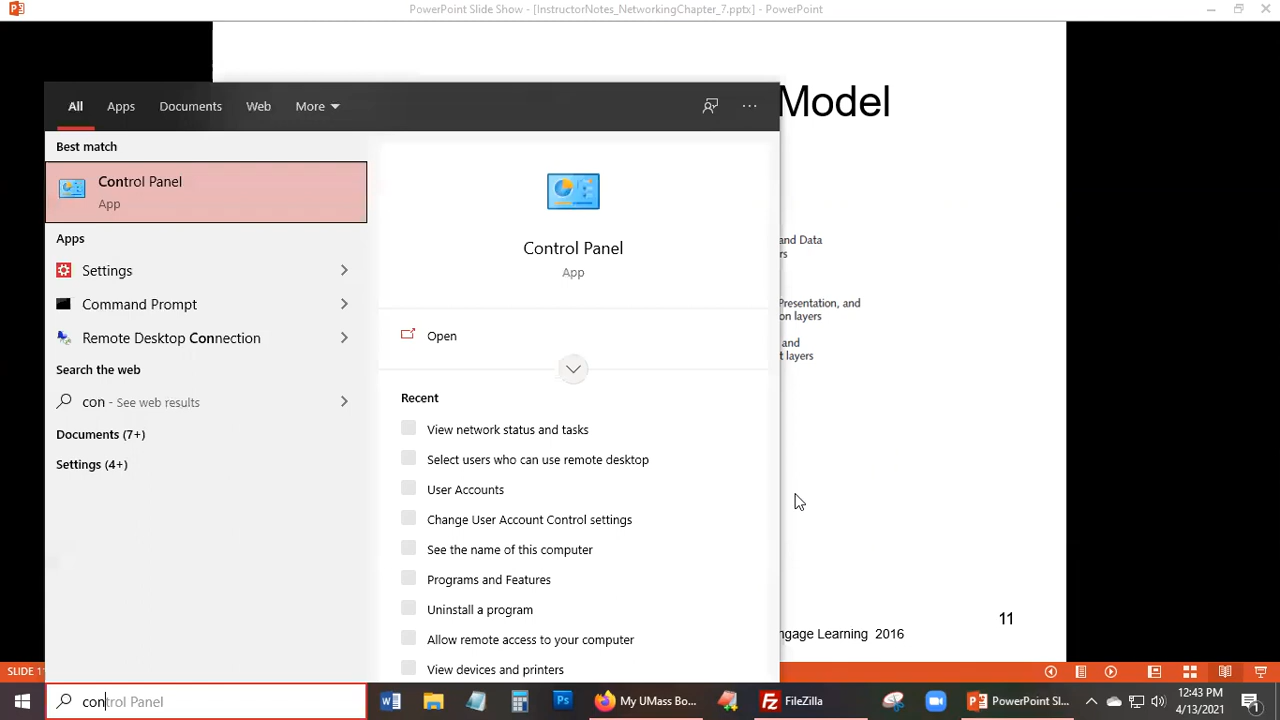 PowerPoint Slide Show - [InstructorNotes_NetworkingChapter_7.pptx] - PowerPoint
Model
All Apps Documents Web More
Best match
Control Panel
App
Apps
Settings
Command Prompt
Remote Desktop Connection
Search the web
con - See web results
Documents (7+)
Settings (4+)
Control Panel
App
Open
Recent
View network status and tasks
Select users who can use remote desktop
User Accounts
Change User Account Control settings
See the name of this computer
Programs and Features
Uninstall a program
Allow remote access to your computer
View devices and printers
and Data
Presentation, and
layers
and
layers
11
Learning 2016
SLIDE
control Panel
My UMass Bo...
FileZilla
PowerPoint Sl...
12:43 PM
4/13/2021
1